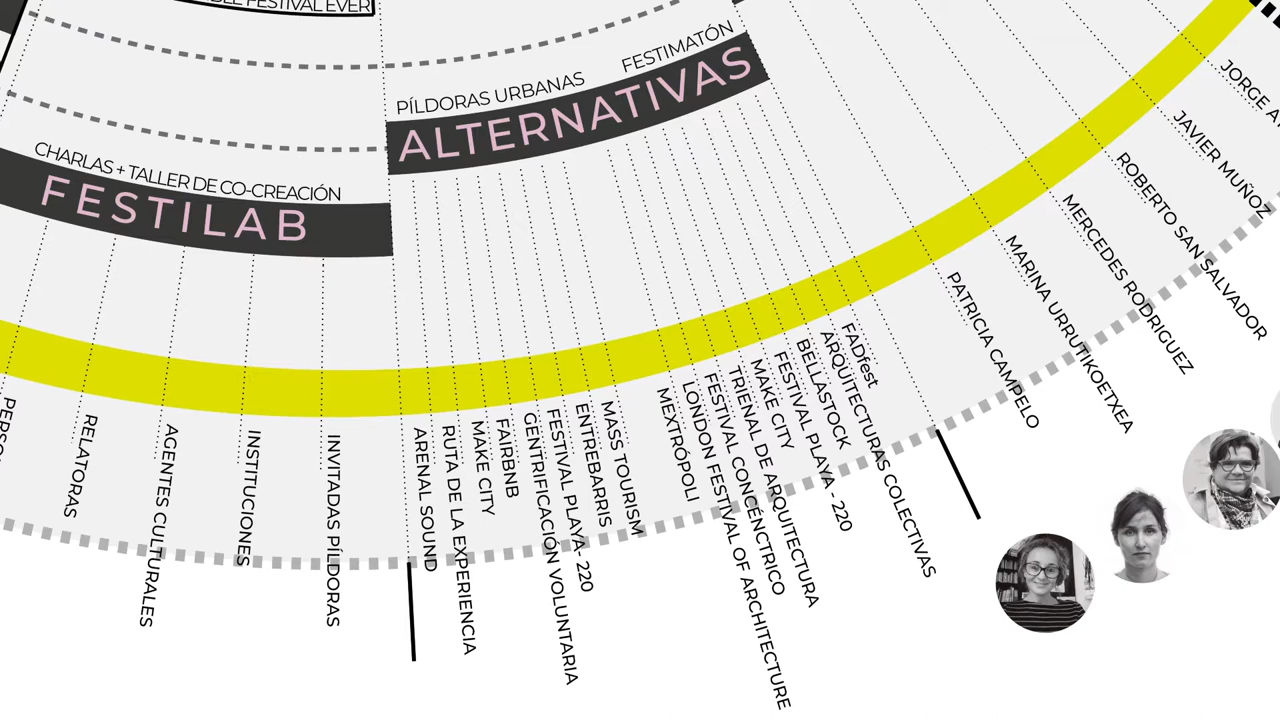 FESTIVAL EVER
PÍLDORAS URBANAS
FESTIMATÓN
ALTERNATIVAS
CHARLAS + TALLER DE CO-CREACIÓN
FESTILAB
RELATORAS
AGENTES CULTURALES
INSTITUCIONES
INVITADAS PÍLDORAS
ARENAL SOUND
RUTA DE LA EXPERIENCIA
MAKE CITY
FAIRBNB
GENTRIFICACIÓN VOLUNTARIA
FESTIVAL PLAYA - 220
ENTREBARRIS
MASS TOURISM
MEXTRÓPOLI
LONDON FESTIVAL OF ARCHITECTURE
FESTIVAL CONCÉNCTRICO
TRIENAL DE ARQUITECTURA
MAKE CITY
FESTIVAL PLAYA - 220
BELLASTOCK
ARQUITECTURAS COLECTIVAS
FADfest
PATRICIA CAMPELO
MARINA URRUTIKOETXEA
MERCEDES RODRIGUEZ
ROBERTO SAN SALVADOR
JAVIER MUÑOZ
JORGE